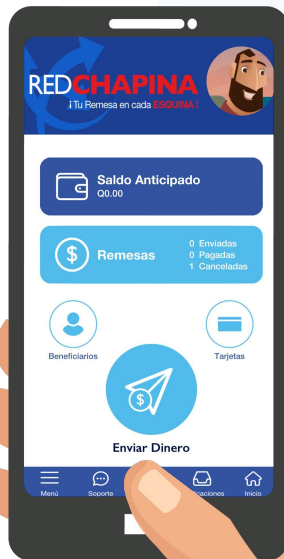 REDCHAPINA
¡Tu Remesa en cada ESQUINA!
Saldo Anticipado
Q0.00
$ Remesas
0 Enviadas
0 Pagadas
1 Canceladas
Beneficiarios
Tarjetas
$
Enviar Dinero
Menú
Soporte
Inicio